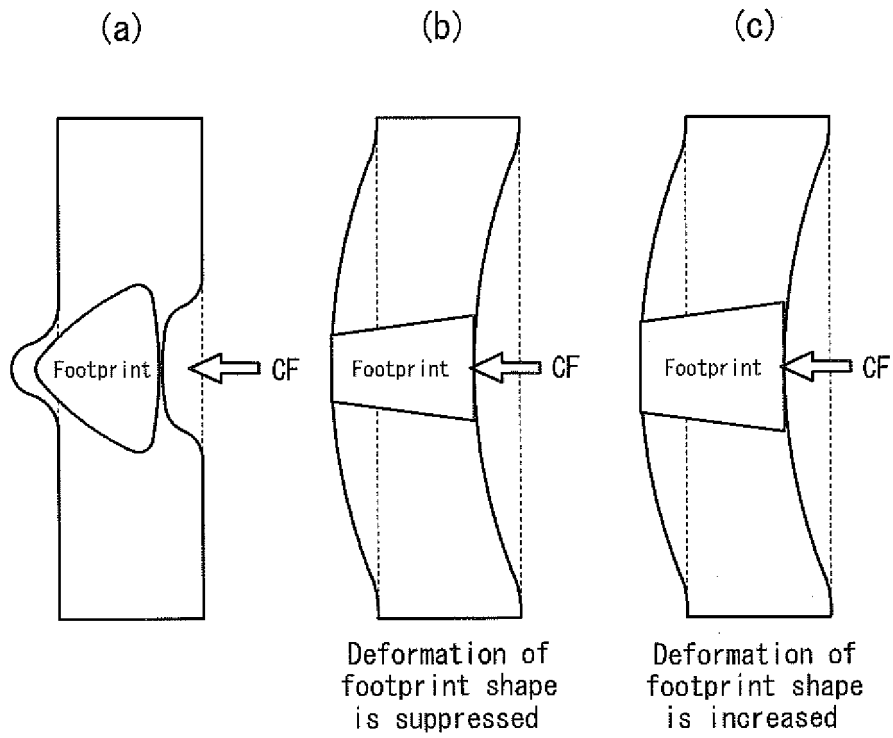 (a)
(b)
(c)
Footprint
CF
Footprint
CF
Footprint
CF
Deformation of
footprint shape
is suppressed
Deformation of
footprint shape
is increased